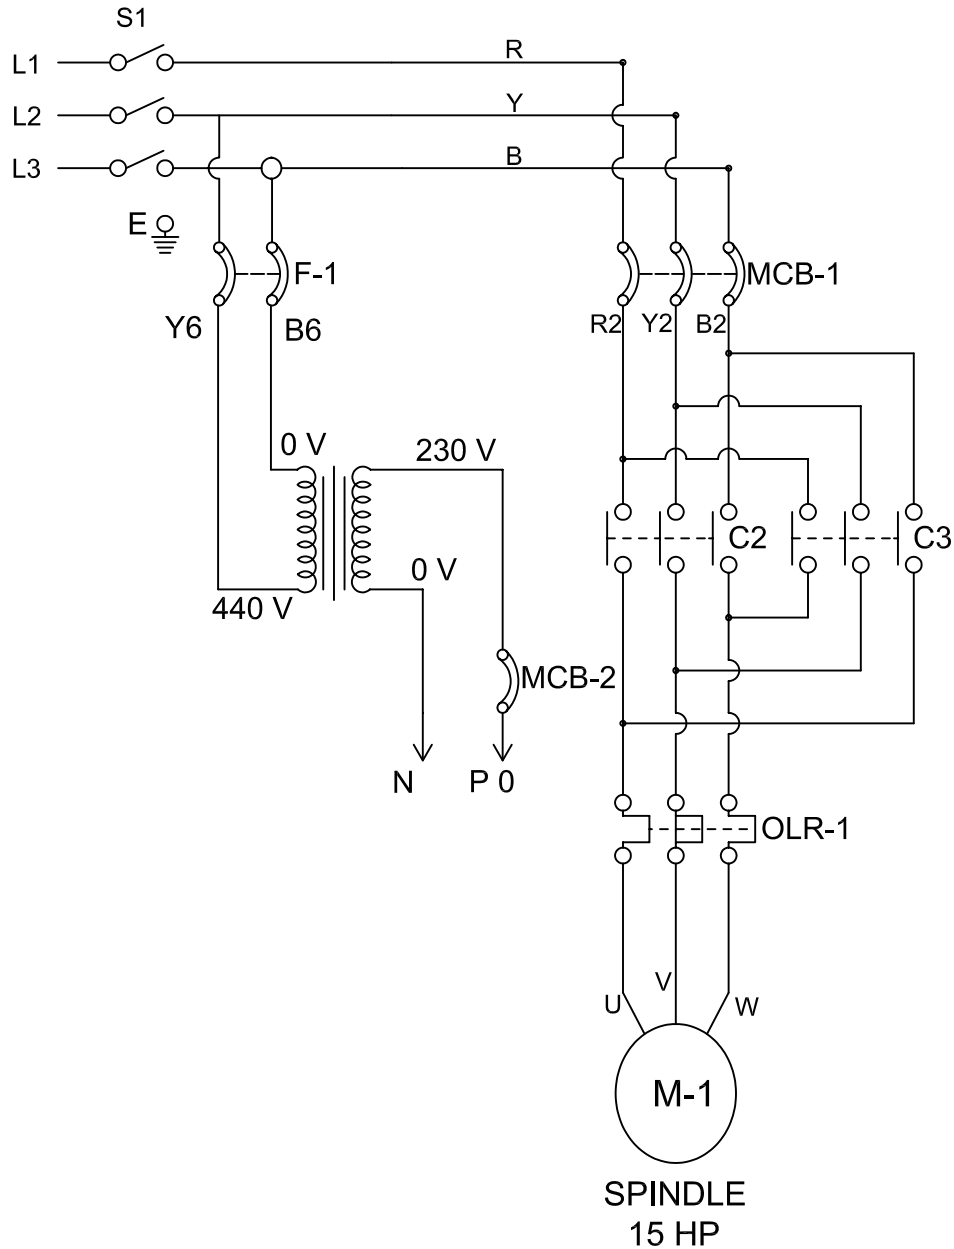 S1
L1
R
L2
Y
L3
B
E
F-1
MCB-1
Y6
B6
R2
Y2
B2
0 V
230 V
C2
C3
0 V
440 V
MCB-2
N
P 0
OLR-1
U
V
W
M-1
SPINDLE
15 HP